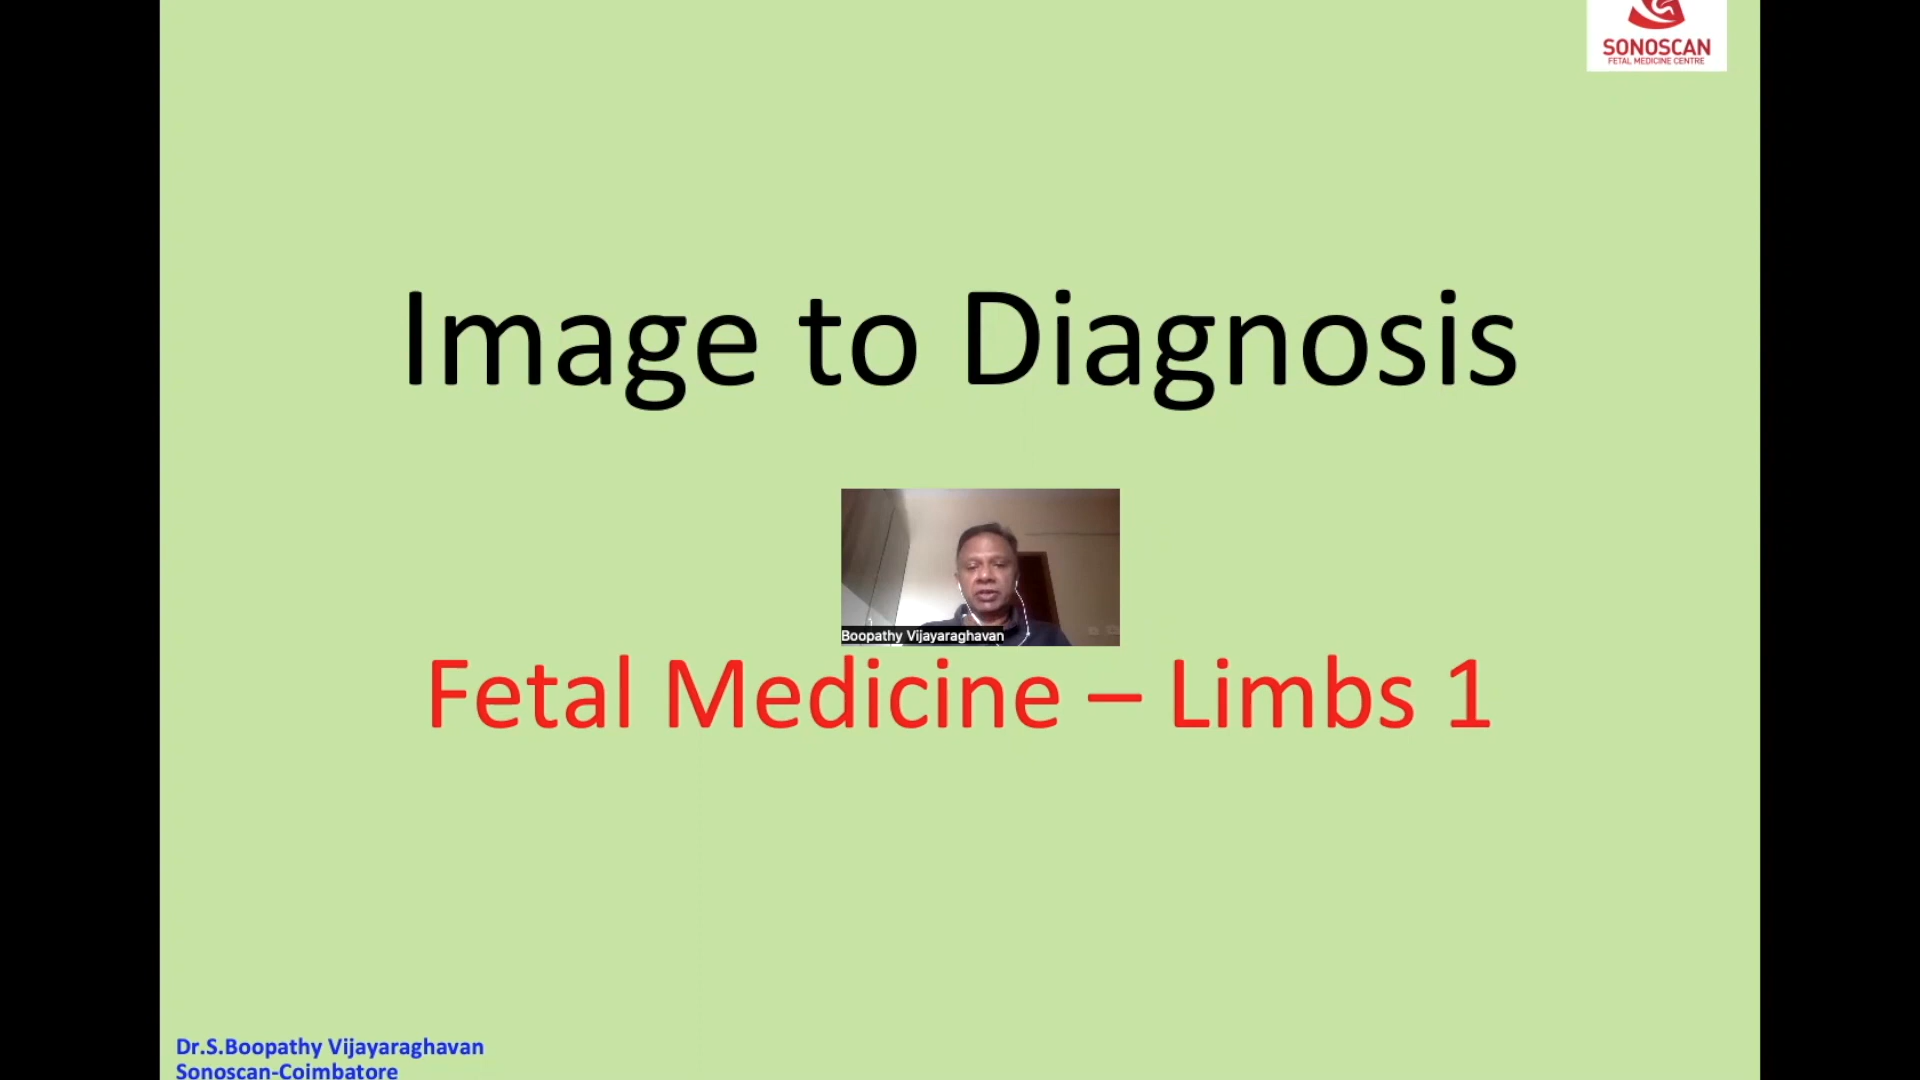 SONOSCAN
FETAL MEDICINE CENTRE
Image to Diagnosis
Boopathy Vijayaraghavan
Fetal Medicine – Limbs 1
Dr.S.Boopathy Vijayaraghavan
Sonoscan-Coimbatore